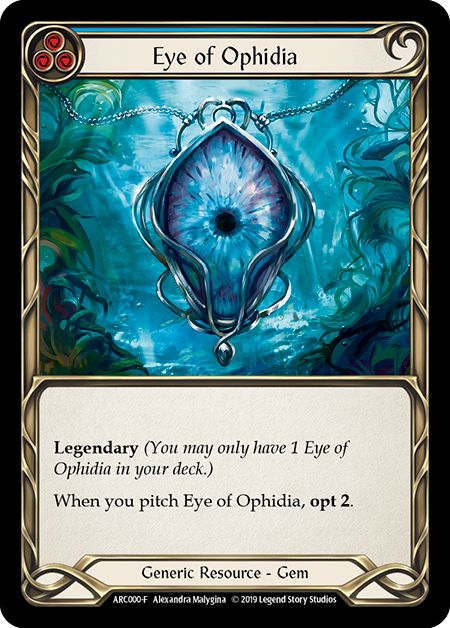 Eye of Ophidia
Legendary (You may only have 1 Eye of
Ophidia in your deck.)
When you pitch Eye of Ophidia, opt 2.
Generic Resource - Gem
ARC000-F Alexandra Malygina © 2019 Legend Story Studios